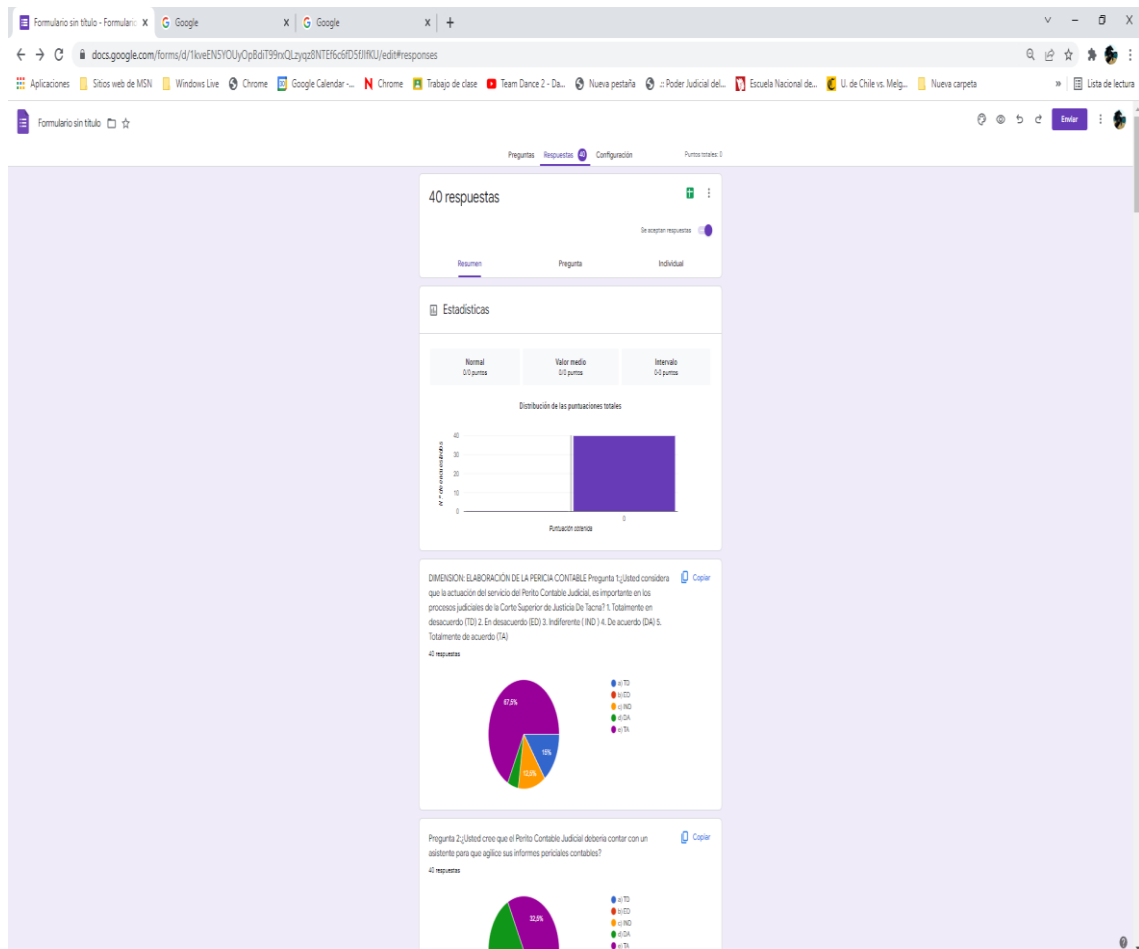 Formulario sin título - Formulario X
Google X
Google X
docs.google.com/forms/d/1kveEN5YOUyOpBdiT99rxQLzyqz8NTEf6c6fD5fJIfKU/edit#responses
Aplicaciones Sitios web de MSN Windows Live Chrome Google Calendar -... Chrome Trabajo de clase Team Dance 2 - Da... Nueva pestaña .:: Poder Judicial del... Escuela Nacional de... U. de Chile vs. Melg... Nueva carpeta » Lista de lectura
Formulario sin título
Enviar
Preguntas Respuestas 40 Configuración Puntos totales: 0
40 respuestas
Se aceptan respuestas
Resumen Pregunta Individual
Estadísticas
Normal Valor medio Intervalo
0/0 puntos 0/0 puntos 0-0 puntos
Distribución de las puntuaciones totales
N.º de encuestados
40
30
20
10
0
0
Puntuación obtenida
DIMENSION: ELABORACIÓN DE LA PERICIA CONTABLE Pregunta 1:¿Usted considera
Copiar
que la actuación del servicio del Perito Contable Judicial, es importante en los
procesos judiciales de la Corte Superior de Justicia De Tacna? 1. Totalmente en
desacuerdo (TD) 2. En desacuerdo (ED) 3. Indiferente ( IND ) 4. De acuerdo (DA) 5.
Totalmente de acuerdo (TA)
40 respuestas
a) TD
b) ED
c) IND
d) DA
e) TA
67,5%
15%
12,5%
Pregunta 2:¿Usted cree que el Perito Contable Judicial deberia contar con un
Copiar
asistente para que agilice sus informes periciales contables?
40 respuestas
a) TD
b) ED
c) IND
d) DA
e) TA
32,5%